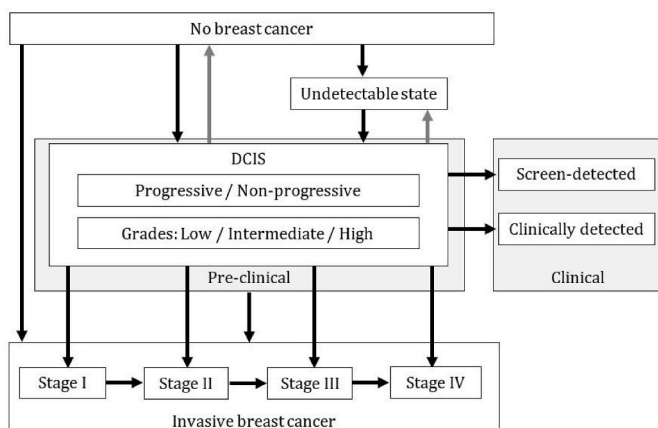 No breast cancer
Undetectable state
DCIS
Progressive / Non-progressive
Grades: Low / Intermediate / High
Pre-clinical
Screen-detected
Clinically detected
Clinical
Stage I
Stage II
Stage III
Stage IV
Invasive breast cancer